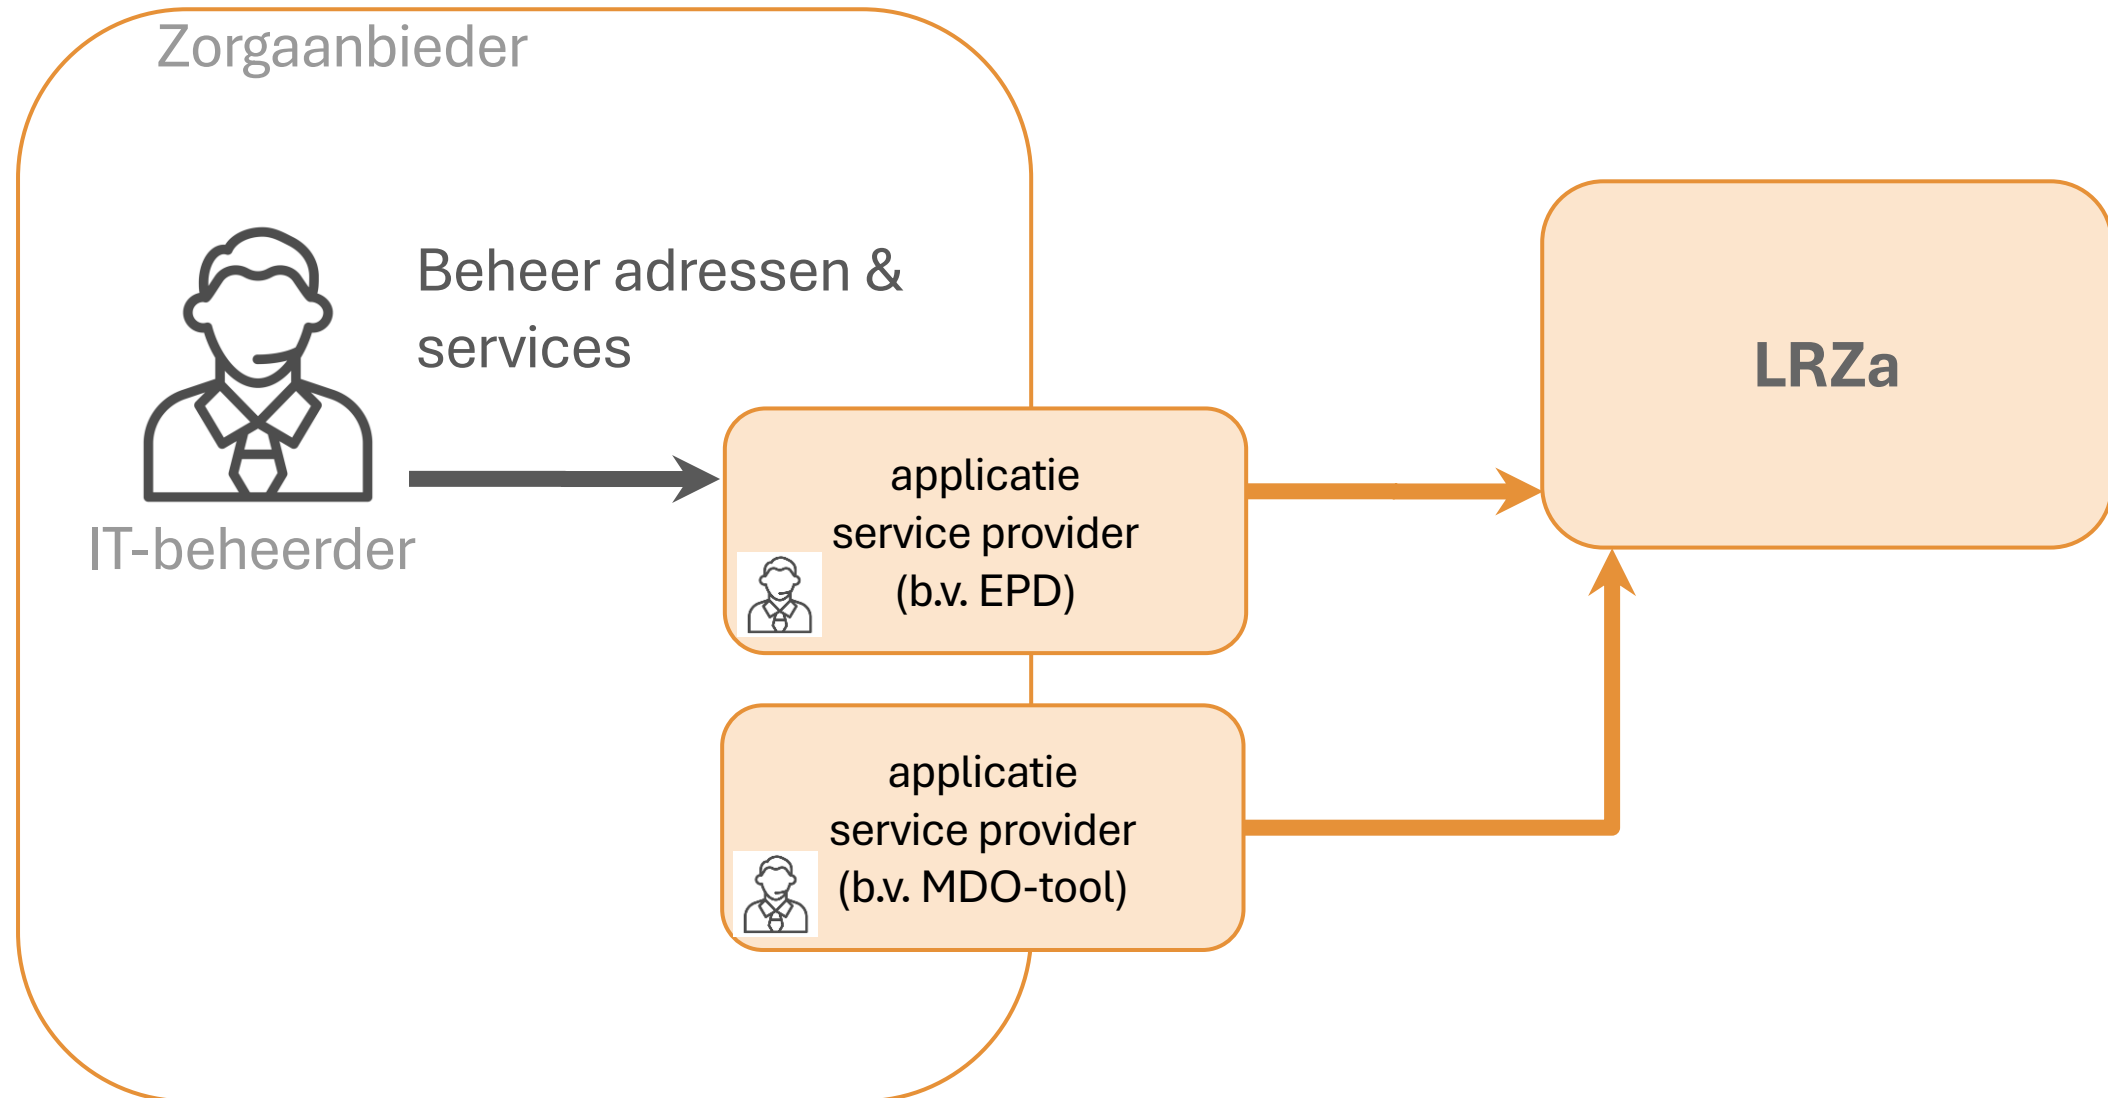 Zorgaanbieder
Beheer adressen &
services
IT-beheerder
applicatie
service provider
(b.v. EPD)
applicatie
service provider
(b.v. MDO-tool)
LRZa